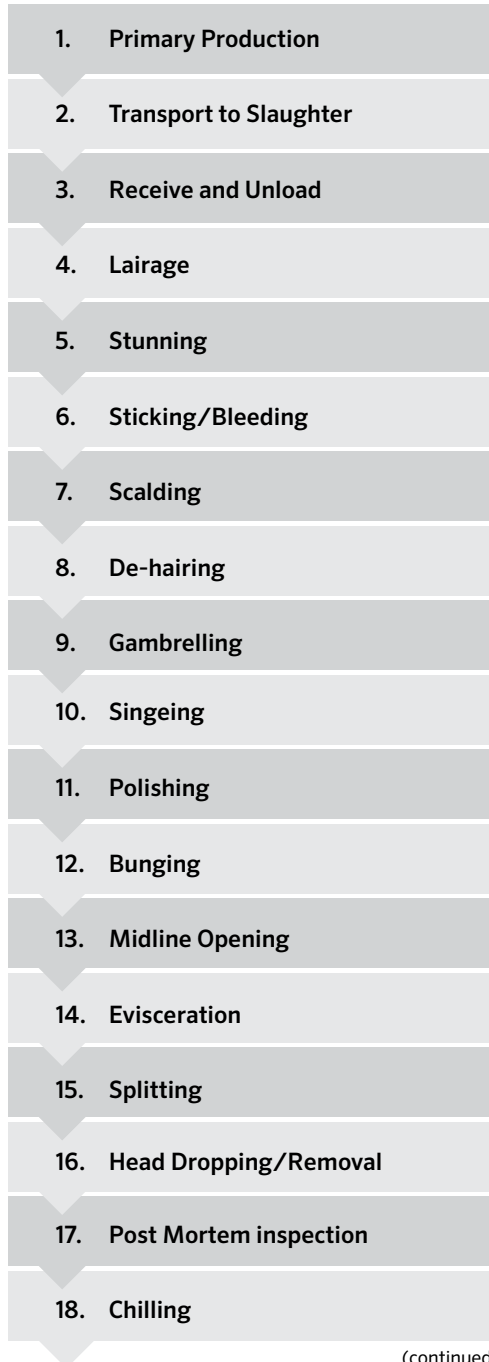 1. Primary Production
2. Transport to Slaughter
3. Receive and Unload
4. Lairage
5. Stunning
6. Sticking/Bleeding
7. Scalding
8. De-hairing
9. Gambrelling
10. Singeing
11. Polishing
12. Bunging
13. Midline Opening
14. Evisceration
15. Splitting
16. Head Dropping/Removal
17. Post Mortem inspection
18. Chilling
(continued